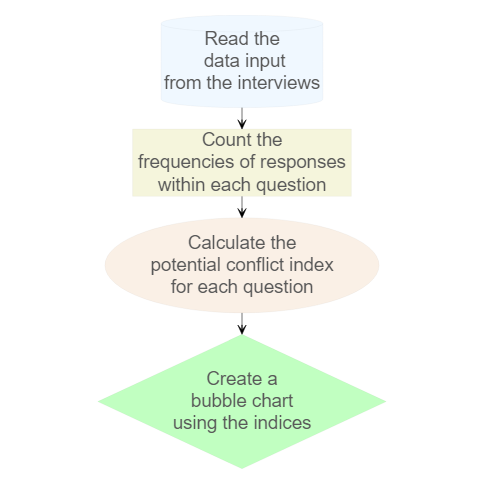 Read the
data input
from the interviews
Count the
frequencies of responses
within each question
Calculate the
potential conflict index
for each question
Create a
bubble chart
using the indices